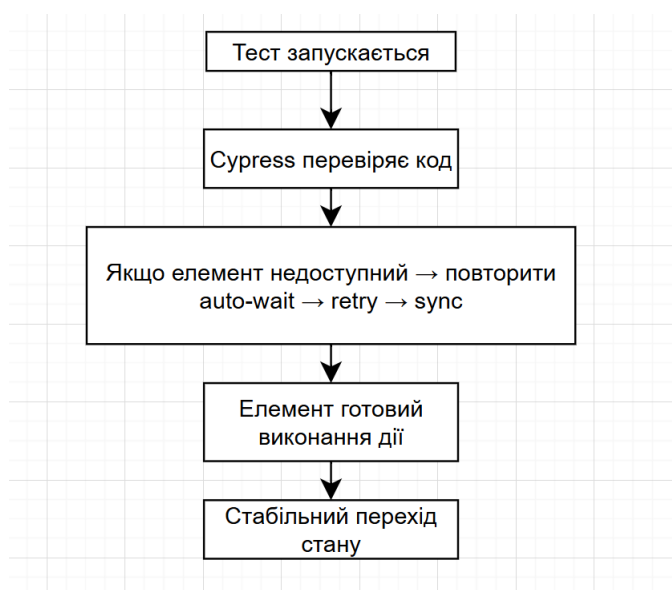 Тест запускається
Cypress перевіряє код
Якщо елемент недоступний → повторити
auto-wait → retry → sync
Елемент готовий
виконання дії
Стабільний перехід
стану